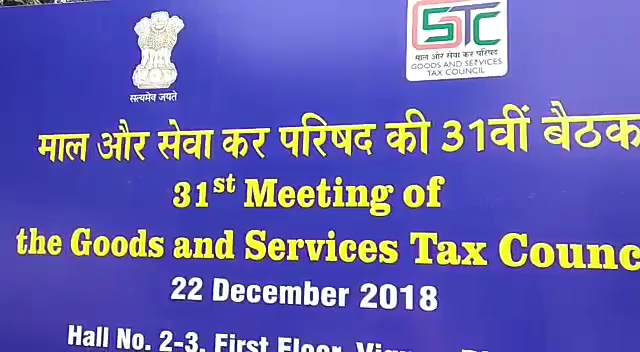 सत्यमेव जयते
GSTC
माल और सेवा कर परिषद
GOODS AND SERVICES
TAX COUNCIL
माल और सेवा कर परिषद की 31वीं बैठक
31st Meeting of
the Goods and Services Tax Counc
22 December 2018
Hall No. 2-3, First Floor,